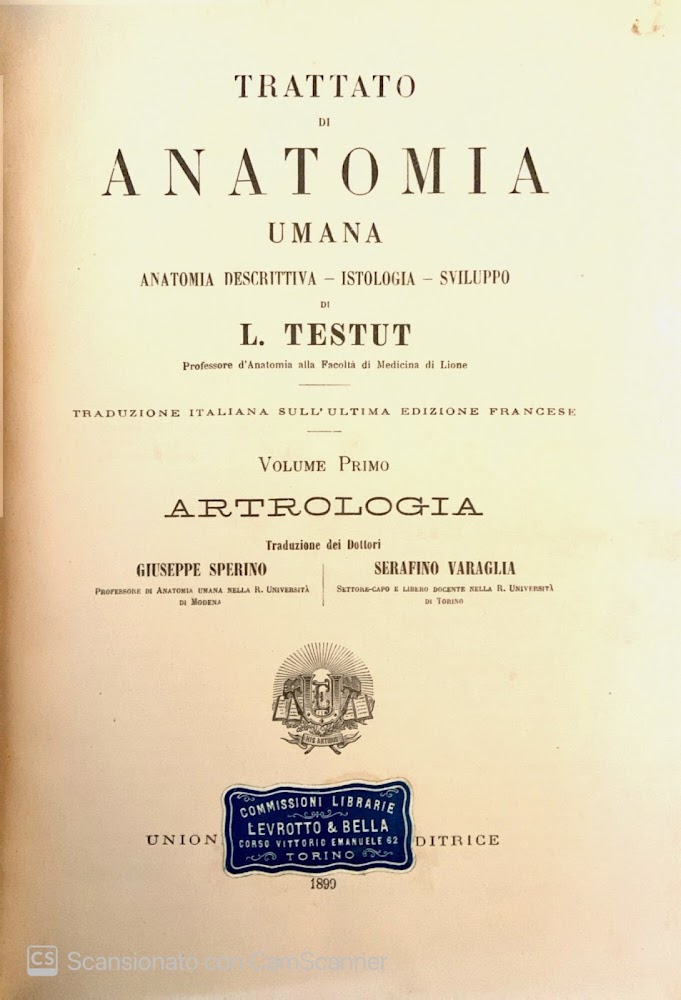 TRATTATO
DI
ANATOMIA
UMANA
ANATOMIA DESCRITTIVA – ISTOLOGIA – SVILUPPO
DI
L. TESTUT
Professore d'Anatomia alla Facoltà di Medicina di Lione
TRADUZIONE ITALIANA SULL'ULTIMA EDIZIONE FRANCESE
VOLUME PRIMO
ARTROLOGIA
Traduzione dei Dottori
GIUSEPPE SPERINO
PROFESSORE DI ANATOMIA UMANA NELLA R. UNIVERSITÀ
DI MODENA
SERAFINO VARAGLIA
SETTORE-CAPO E LIBERO DOCENTE NELLA R. UNIVERSITÀ
DI TORINO
HIS ARTIBUS
COMMISSIONI LIBRARIE
LEVROTTO & BELLA
CORSO VITTORIO EMANUELE 62
TORINO
UNION DITRICE
1899
CS Scansionato con CamScanner